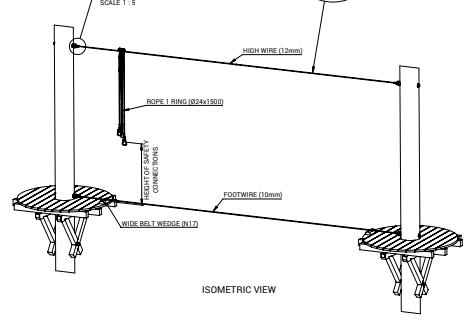 SCALE 1 : 5
HIGH WIRE (12mm)
ROPE 1 RING (Ø24x1500)
HEIGHT OF SAFETY
CONNECTIONS
FOOTWIRE (10mm)
WIDE BELT WEDGE (N17)
ISOMETRIC VIEW